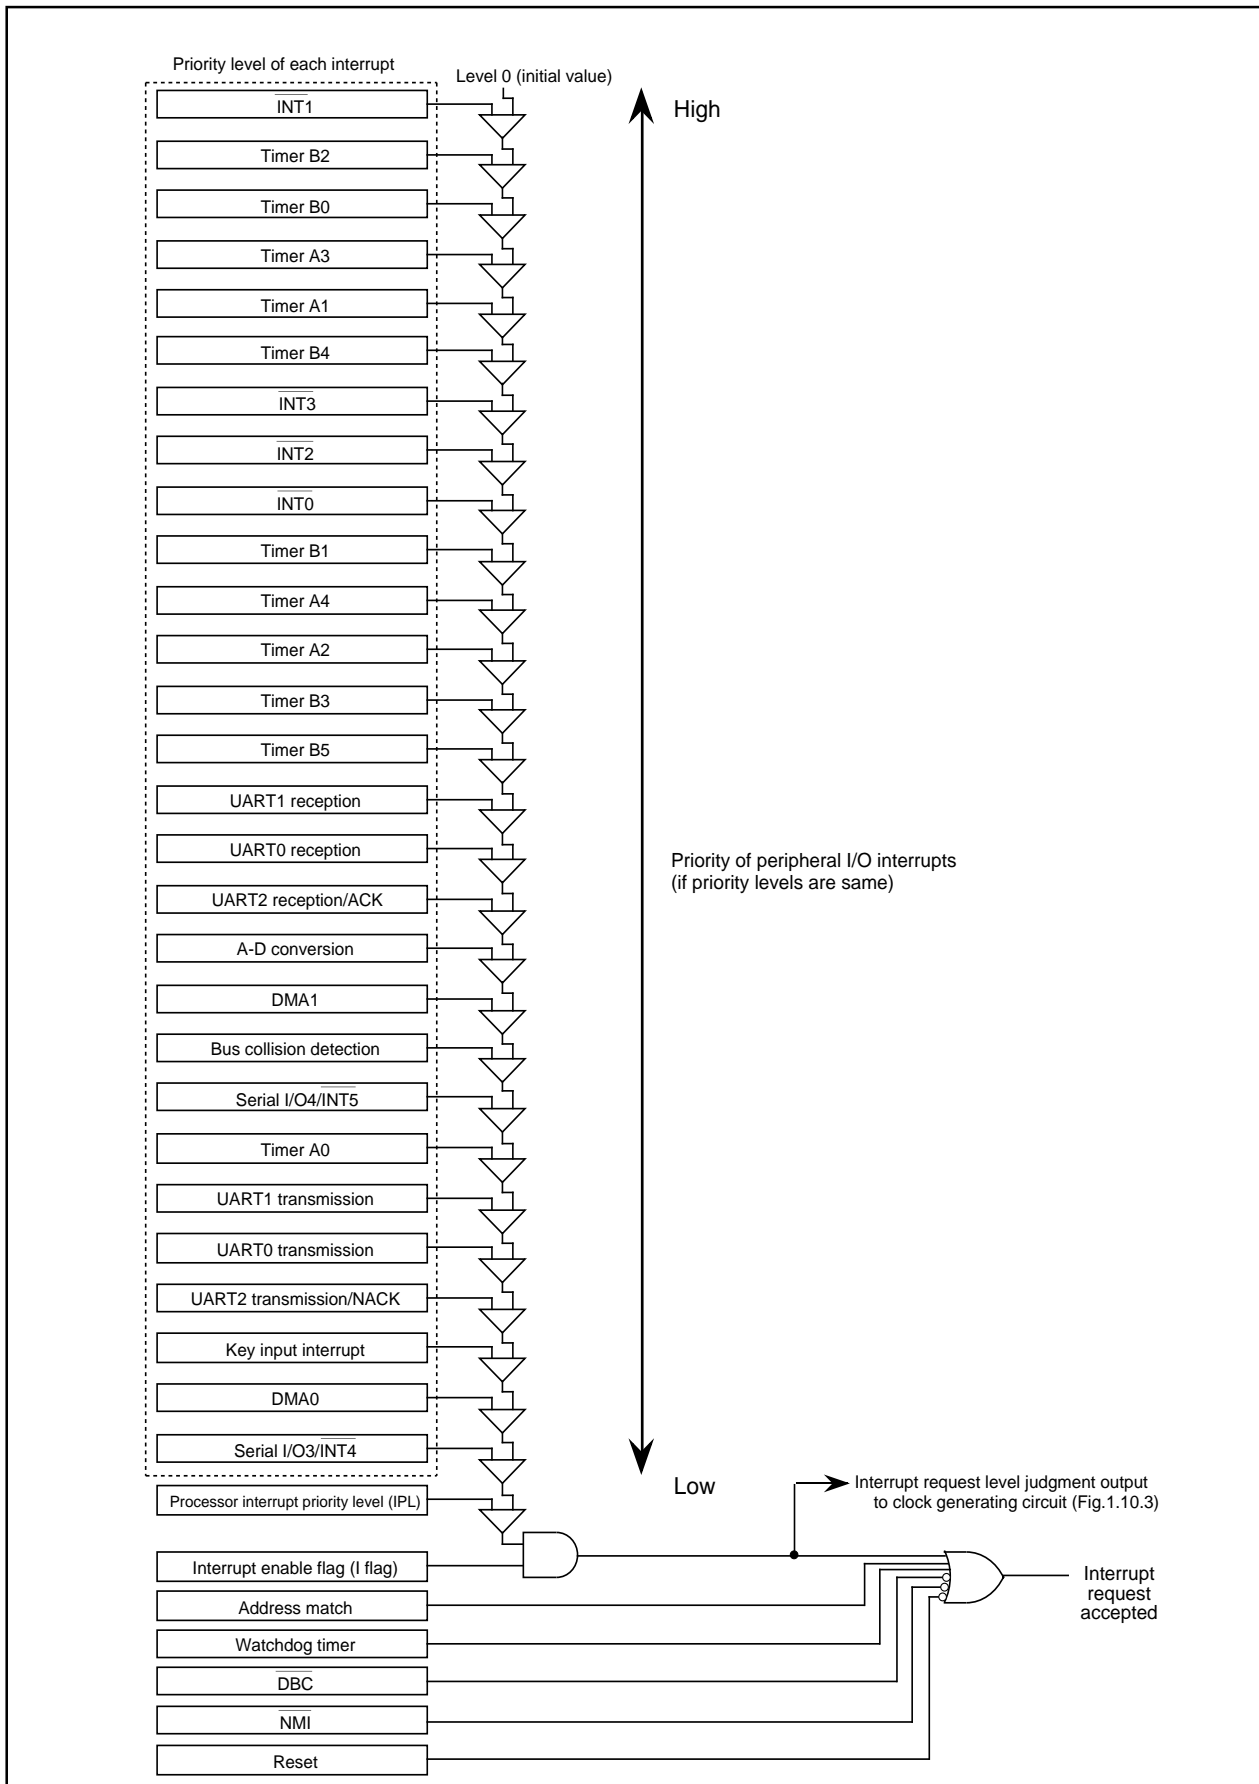 Priority level of each interrupt
Level 0 (initial value)
INT1
High
Timer B2
Timer B0
Timer A3
Timer A1
Timer B4
INT3
INT2
INT0
Timer B1
Timer A4
Timer A2
Timer B3
Timer B5
UART1 reception
UART0 reception
Priority of peripheral I/O interrupts
(if priority levels are same)
UART2 reception/ACK
A-D conversion
DMA1
Bus collision detection
Serial I/O4/INT5
Timer A0
UART1 transmission
UART0 transmission
UART2 transmission/NACK
Key input interrupt
DMA0
Serial I/O3/INT4
Low
Interrupt request level judgment output
to clock generating circuit (Fig.1.10.3)
Processor interrupt priority level (IPL)
Interrupt enable flag (I flag)
Interrupt
request
accepted
Address match
Watchdog timer
DBC
NMI
Reset